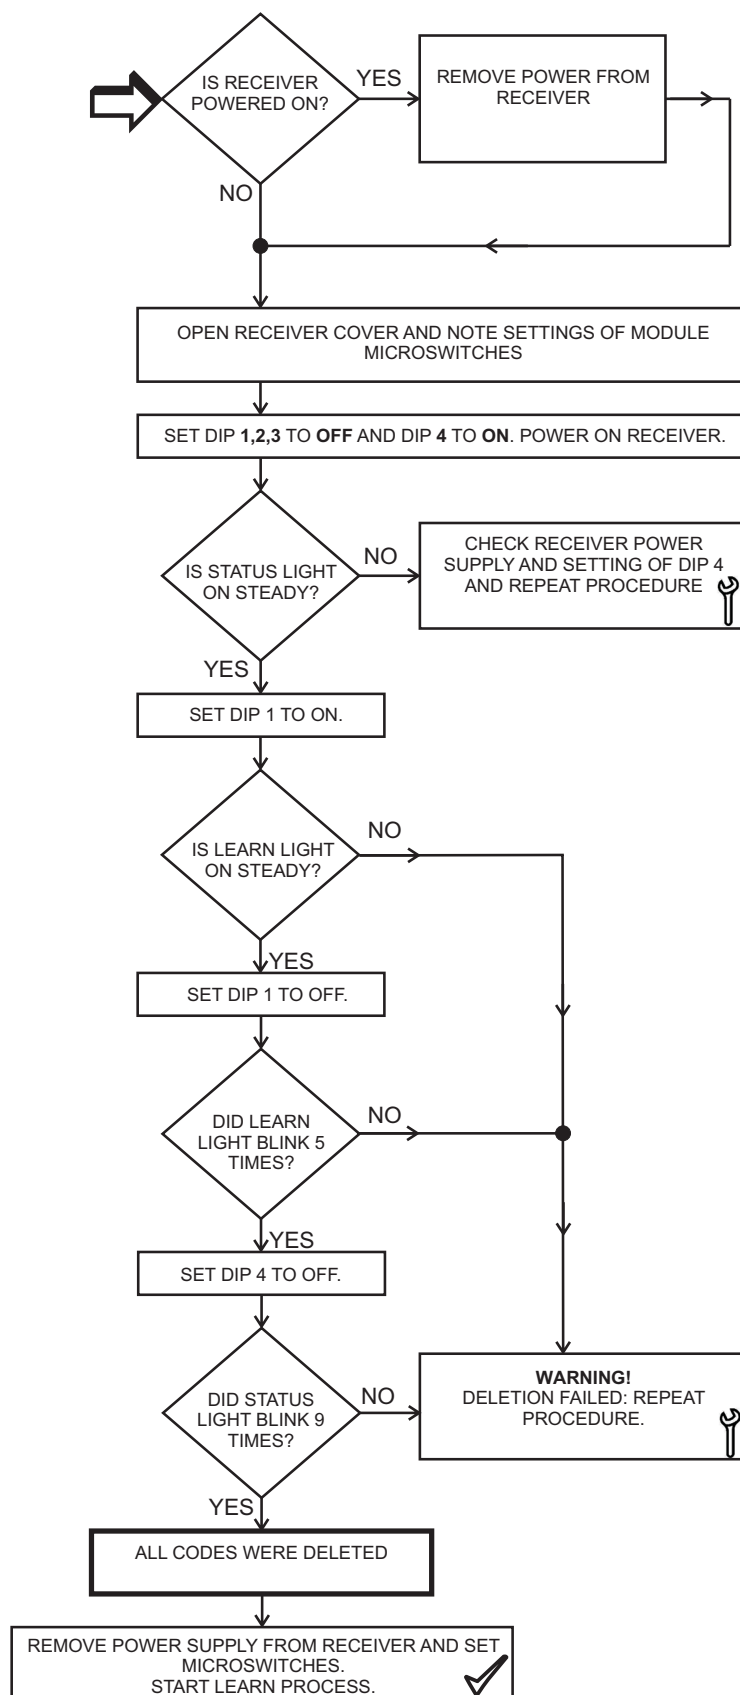 IS RECEIVER
POWERED ON?
YES
REMOVE POWER FROM
RECEIVER
NO
OPEN RECEIVER COVER AND NOTE SETTINGS OF MODULE
MICROSWITCHES
SET DIP 1,2,3 TO OFF AND DIP 4 TO ON. POWER ON RECEIVER.
IS STATUS LIGHT
ON STEADY?
NO
CHECK RECEIVER POWER
SUPPLY AND SETTING OF DIP 4
AND REPEAT PROCEDURE
YES
SET DIP 1 TO ON.
IS LEARN LIGHT
ON STEADY?
NO
YES
SET DIP 1 TO OFF.
DID LEARN
LIGHT BLINK 5
TIMES?
NO
YES
SET DIP 4 TO OFF.
DID STATUS
LIGHT BLINK 9
TIMES?
NO
WARNING!
DELETION FAILED: REPEAT
PROCEDURE.
YES
ALL CODES WERE DELETED
REMOVE POWER SUPPLY FROM RECEIVER AND SET
MICROSWITCHES.
START LEARN PROCESS.